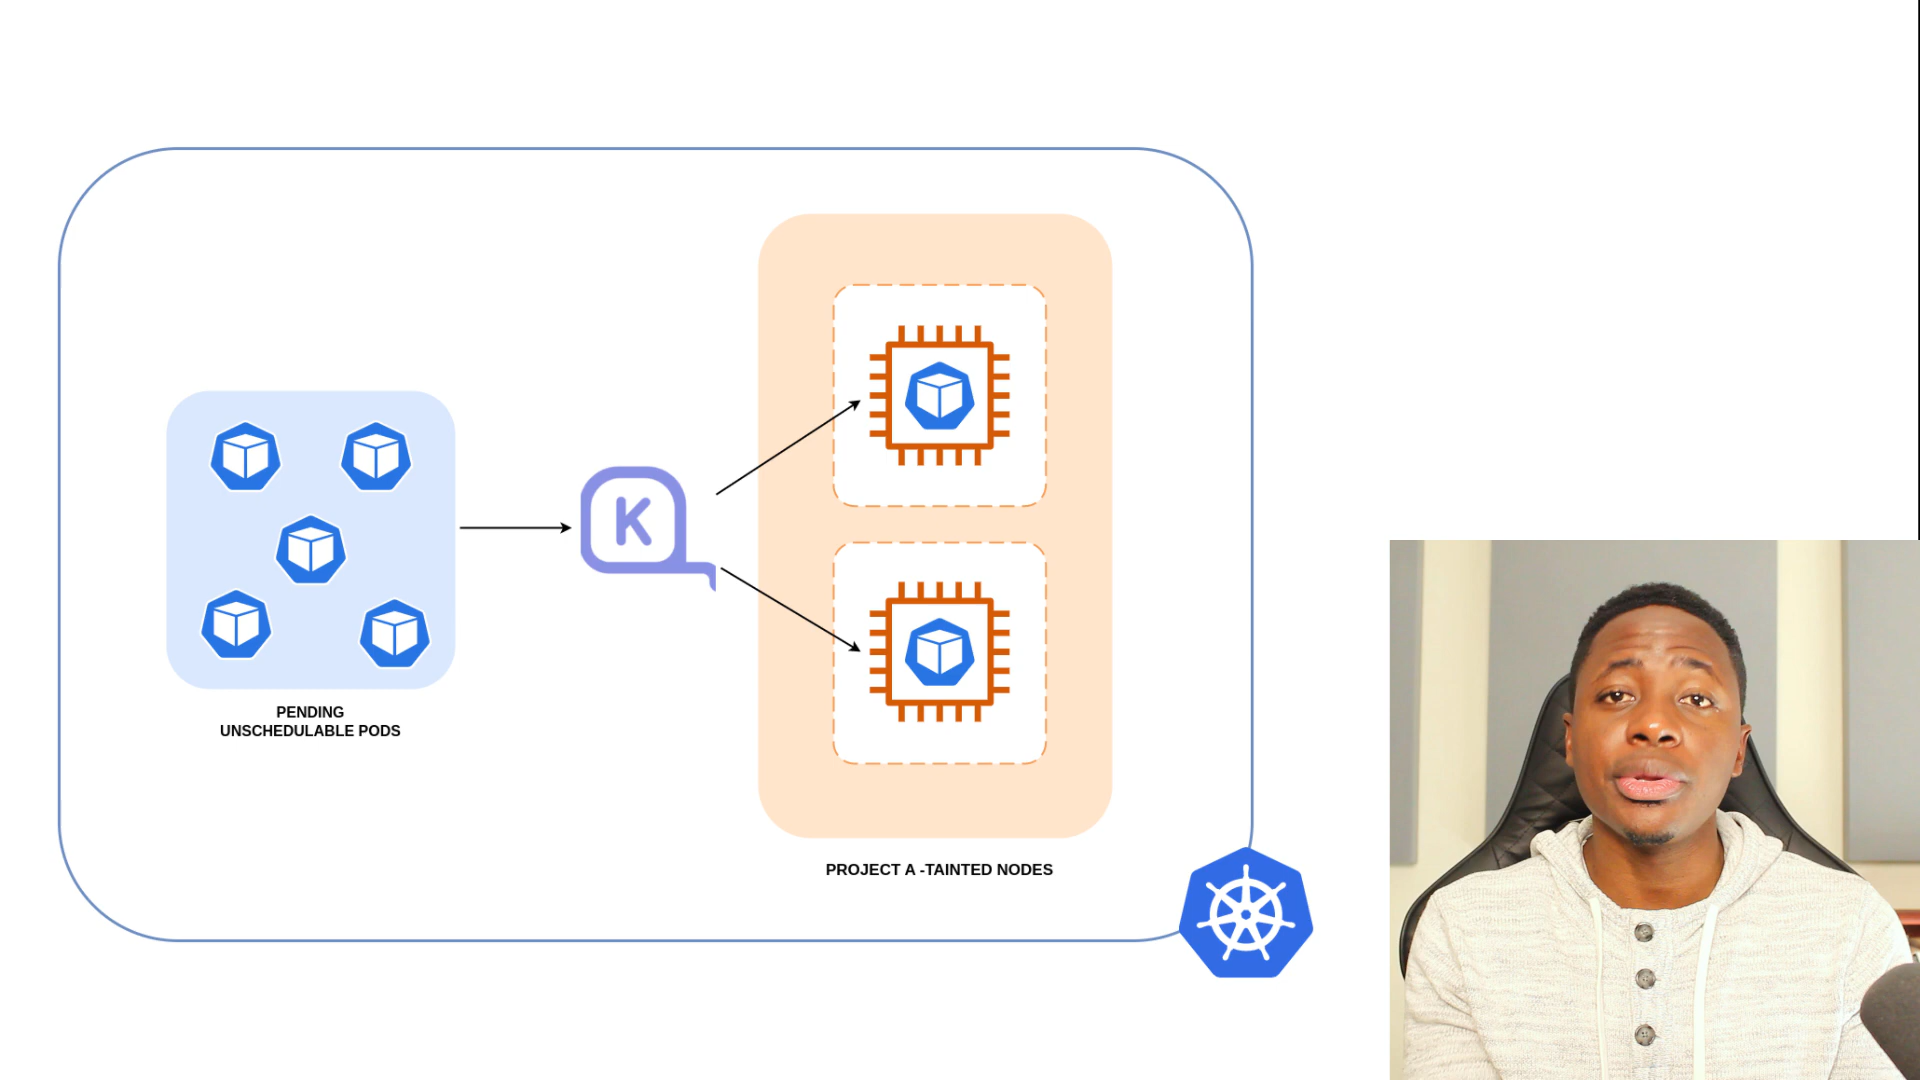 K
PENDING
UNSCHEDULABLE PODS
PROJECT A -TAINTED NODES